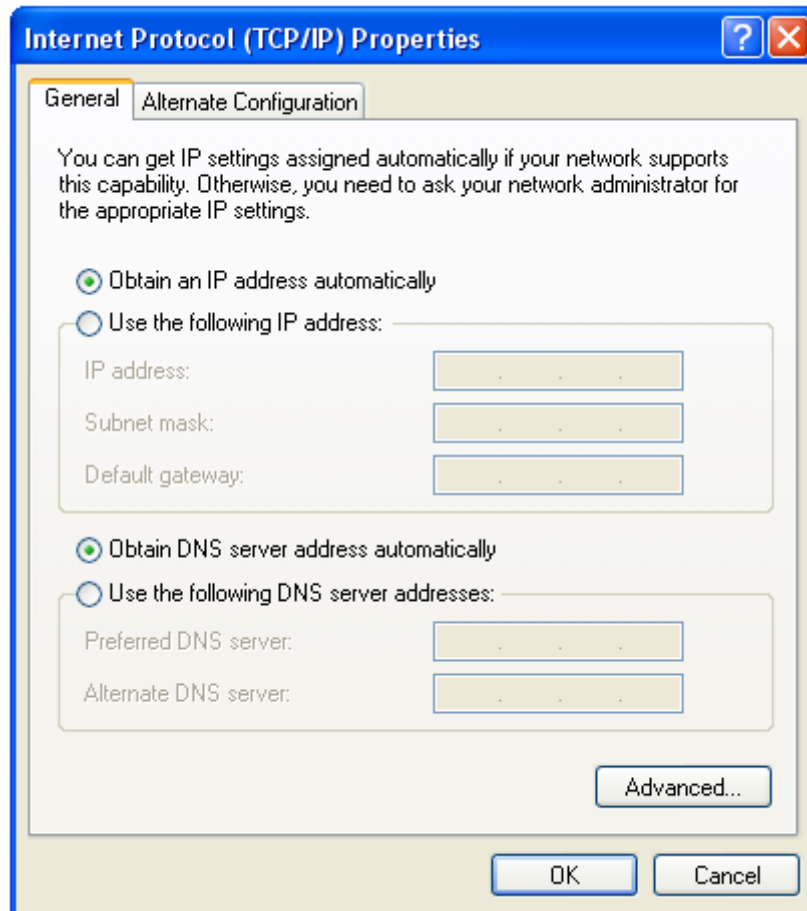 Internet Protocol (TCP/IP) Properties
?
General
Alternate Configuration
You can get IP settings assigned automatically if your network supports
this capability. Otherwise, you need to ask your network administrator for
the appropriate IP settings.
Obtain an IP address automatically
Use the following IP address:
IP address:
. . .
Subnet mask:
. . .
Default gateway:
. . .
Obtain DNS server address automatically
Use the following DNS server addresses:
Preferred DNS server:
. . .
Alternate DNS server:
. . .
Advanced...
OK
Cancel